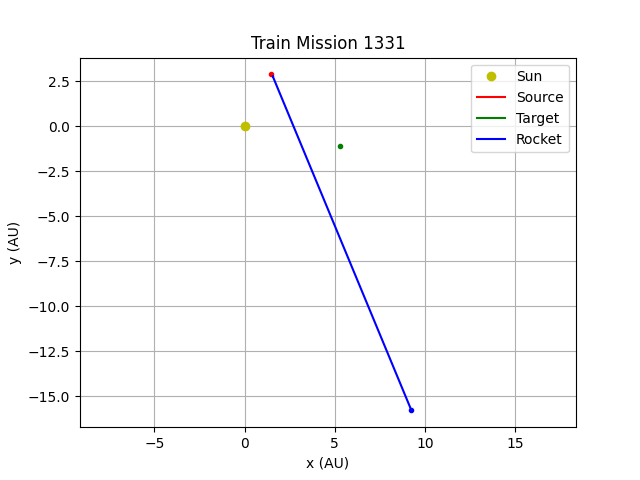 Train Mission 1331
Sun
Source
Target
Rocket
2.5
0.0
−2.5
−5.0
−7.5
−10.0
−12.5
−15.0
y (AU)
−5 0 5 10 15
x (AU)